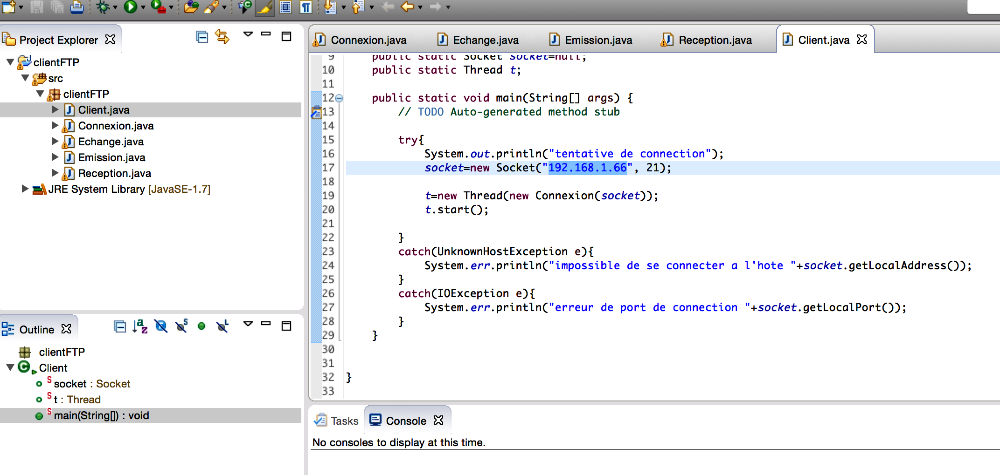 Project Explorer
clientFTP
src
clientFTP
Client.java
Connexion.java
Echange.java
Emission.java
Reception.java
JRE System Library [JavaSE-1.7]
Outline
clientFTP
Client
socket : Socket
t : Thread
main(String[]) : void
Connexion.java Echange.java Emission.java Reception.java Client.java
9 public static Socket socket=null;
10 public static Thread t;
11
12 public static void main(String[] args) {
13 // TODO Auto-generated method stub
14
15 try{
16 System.out.println("tentative de connection");
17 socket=new Socket("192.168.1.66", 21);
18
19 t=new Thread(new Connexion(socket));
20 t.start();
21
22 }
23 catch(UnknownHostException e){
24 System.err.println("impossible de se connecter a l'hote "+socket.getLocalAddress());
25 }
26 catch(IOException e){
27 System.err.println("erreur de port de connection "+socket.getLocalPort());
28 }
29 }
30
31
32 }
33
Tasks Console
No consoles to display at this time.